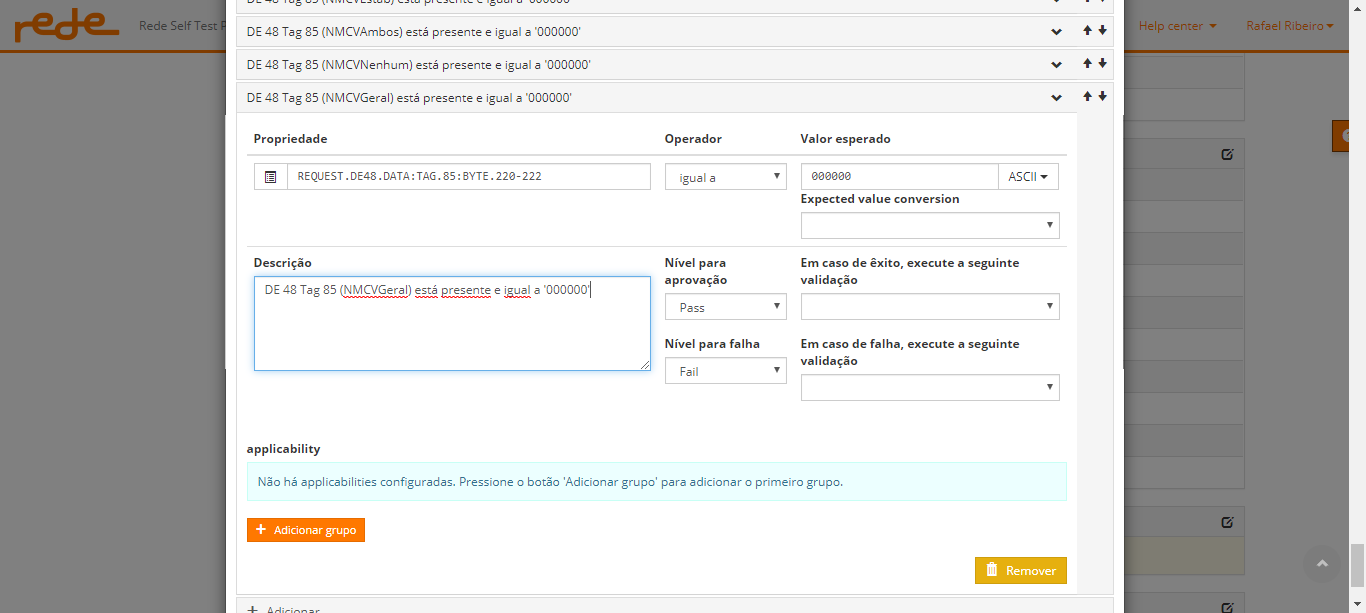 rede
Rede Self Test
Help center
Rafael Ribeiro
DE 48 Tag 85 (NMCVEstab) está presente e igual a '000000'
DE 48 Tag 85 (NMCVAmbos) está presente e igual a '000000'
DE 48 Tag 85 (NMCVNenhum) está presente e igual a '000000'
DE 48 Tag 85 (NMCVGeral) está presente e igual a '000000'
Propriedade
Operador
Valor esperado
REQUEST.DE48.DATA:TAG.85:BYTE.220-222
igual a
000000
ASCII
Expected value conversion
Descrição
DE 48 Tag 85 (NMCVGeral) está presente e igual a '000000'
Nível para
aprovação
Pass
Em caso de êxito, execute a seguinte
validação
Nível para falha
Fail
Em caso de falha, execute a seguinte
validação
applicability
Não há applicabilities configuradas. Pressione o botão 'Adicionar grupo' para adicionar o primeiro grupo.
Adicionar grupo
Remover
Adicionar